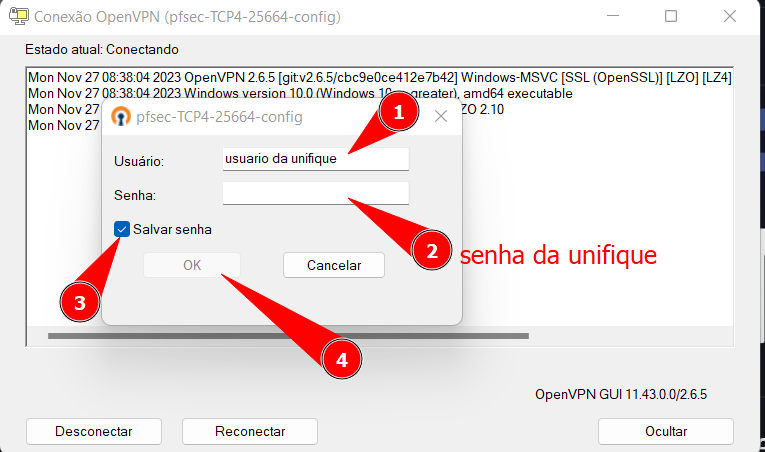 Conexão OpenVPN (pfsec-TCP4-25664-config)
Estado atual: Conectando
Mon Nov 27 08:38:04 2023 OpenVPN 2.6.5 [git:v2.6.5/cbc9e0ce412e7b42] Windows-MSVC [SSL (OpenSSL)] [LZO] [LZ4]
Mon Nov 27 08:38:04 2023 Windows version 10.0 (Windows 10 greater), amd64 executable
Mon Nov 27 08 ZO 2.10
Mon Nov 27 08
pfsec-TCP4-25664-config
1
Usuário: usuario da unifique
Senha:
Salvar senha
2
senha da unifique
OK Cancelar
3
4
OpenVPN GUI 11.43.0.0/2.6.5
Desconectar Reconectar Ocultar